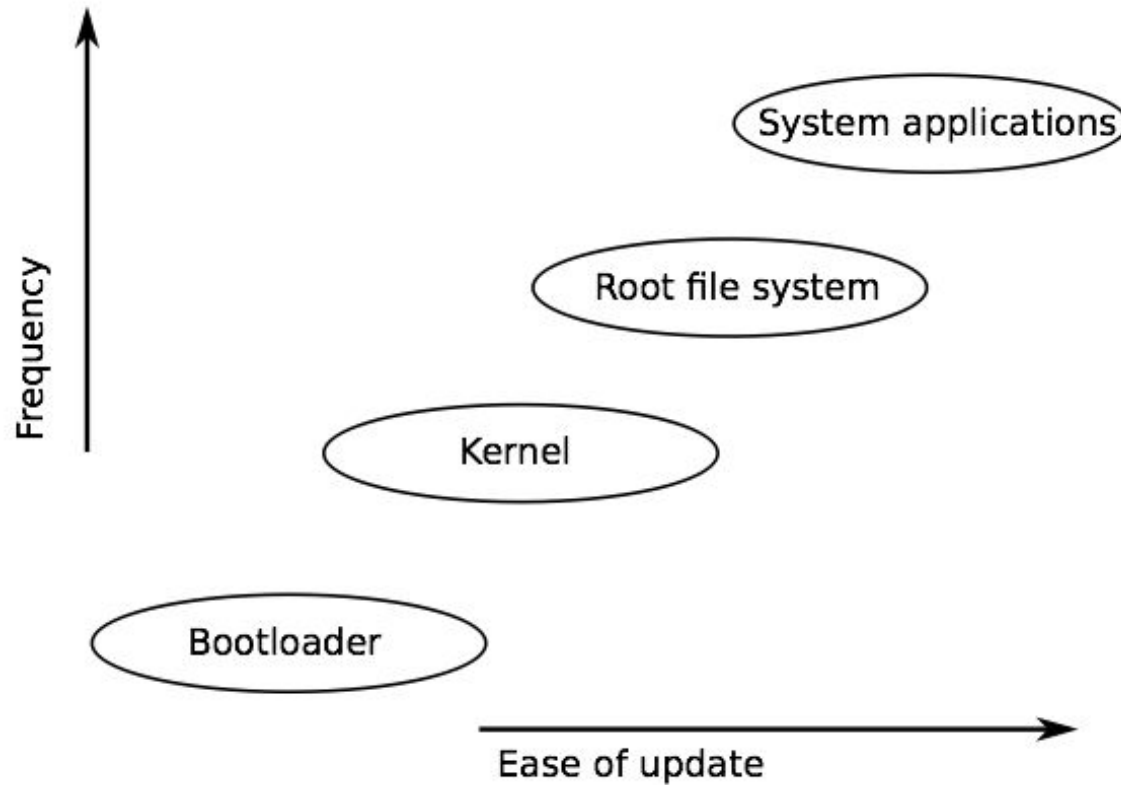 System applications
Root file system
Frequency
Kernel
Bootloader
Ease of update